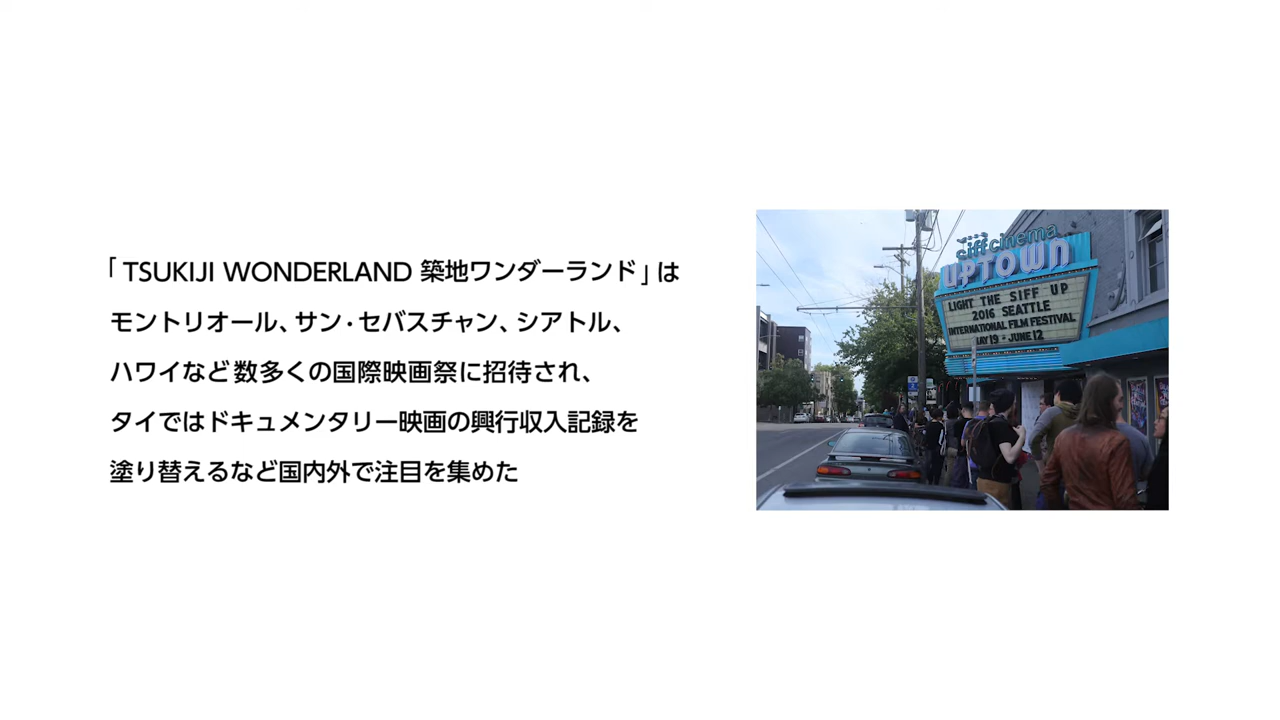 「TSUKIJI WONDERLAND 築地ワンダーランド」は
モントリオール、サン・セバスチャン、シアトル、
ハワイなど数多くの国際映画祭に招待され、
タイではドキュメンタリー映画の興行収入記録を
塗り替えるなど国内外で注目を集めた
siffcinema
UPTOWN
LIGHT THE SIFF UP
2016 SEATTLE
INTERNATIONAL FILM FESTIVAL
MAY 19 - JUNE 12